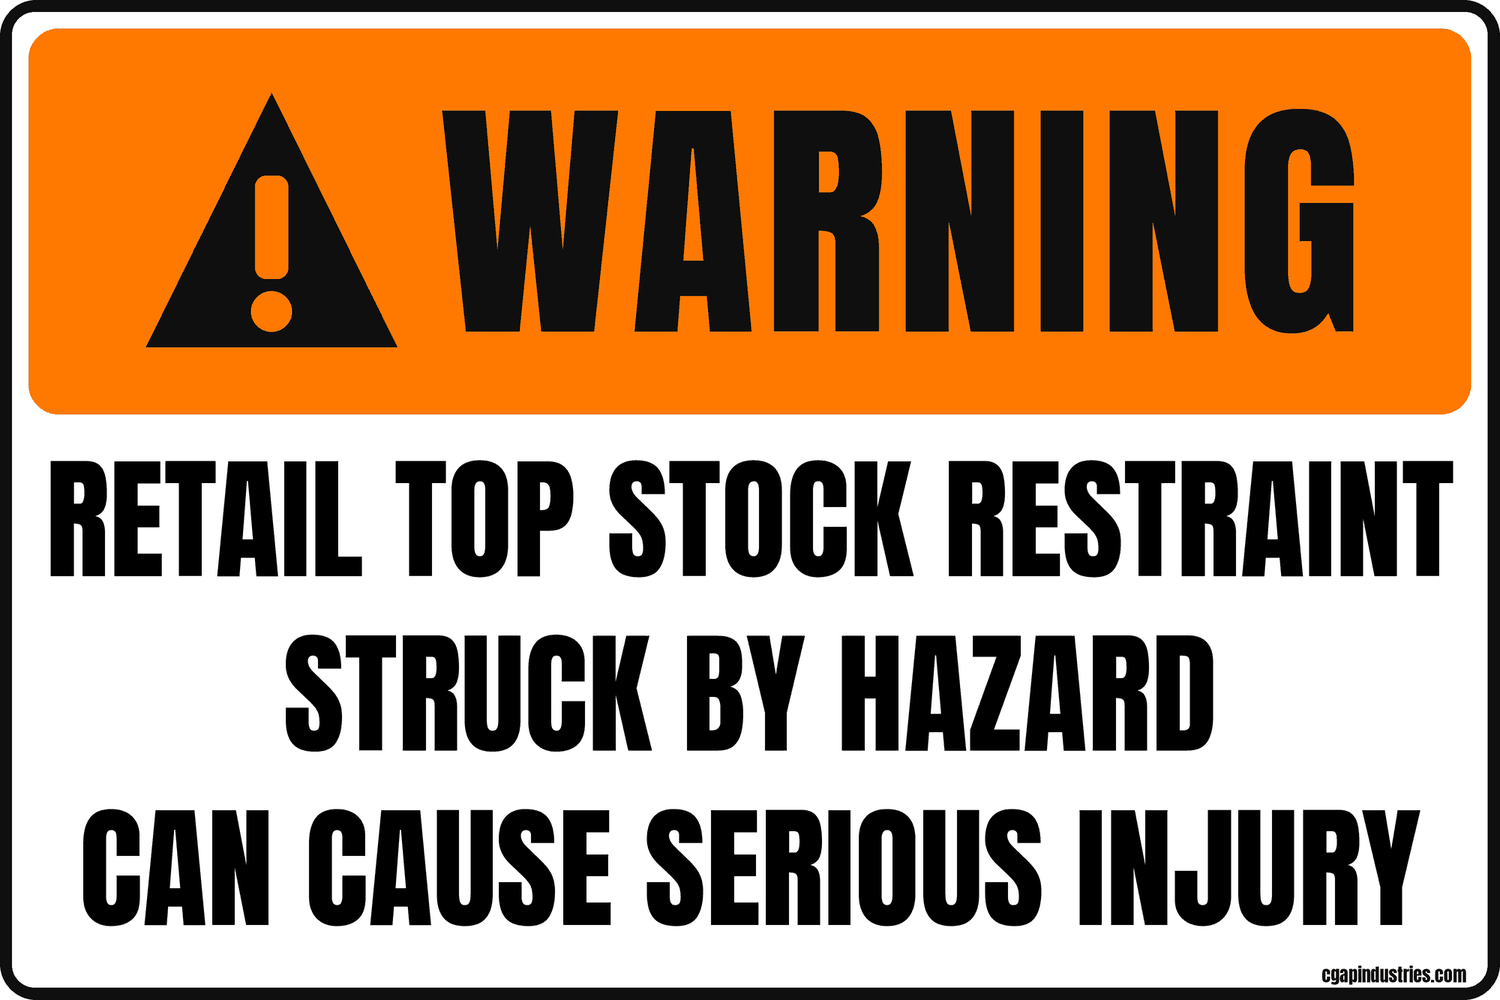 WARNING
RETAIL TOP STOCK RESTRAINT
STRUCK BY HAZARD
CAN CAUSE SERIOUS INJURY
cgapindustries.com